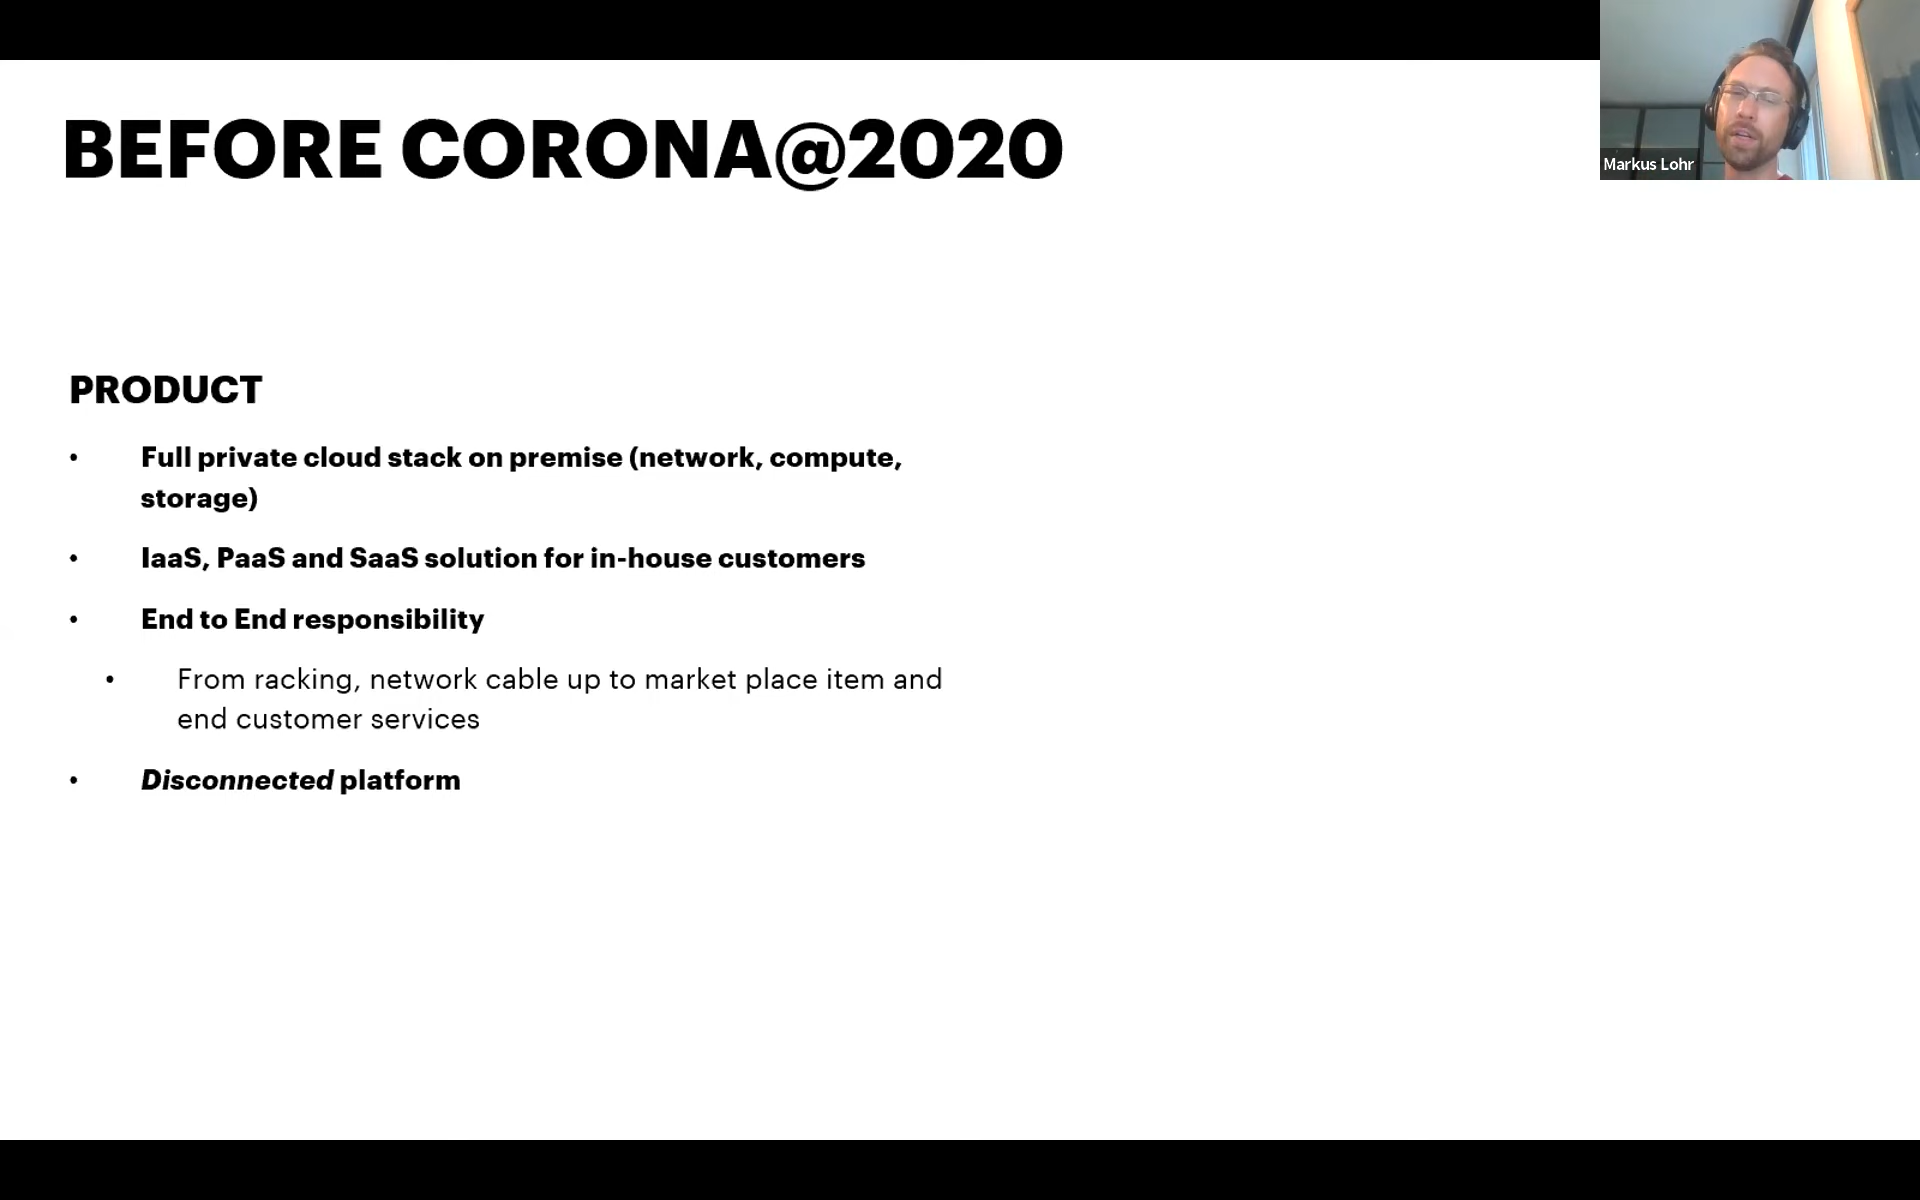 BEFORE CORONA@2020
Markus Lohr
PRODUCT
• Full private cloud stack on premise (network, compute,
storage)
• IaaS, PaaS and SaaS solution for in-house customers
• End to End responsibility
• From racking, network cable up to market place item and
end customer services
• Disconnected platform